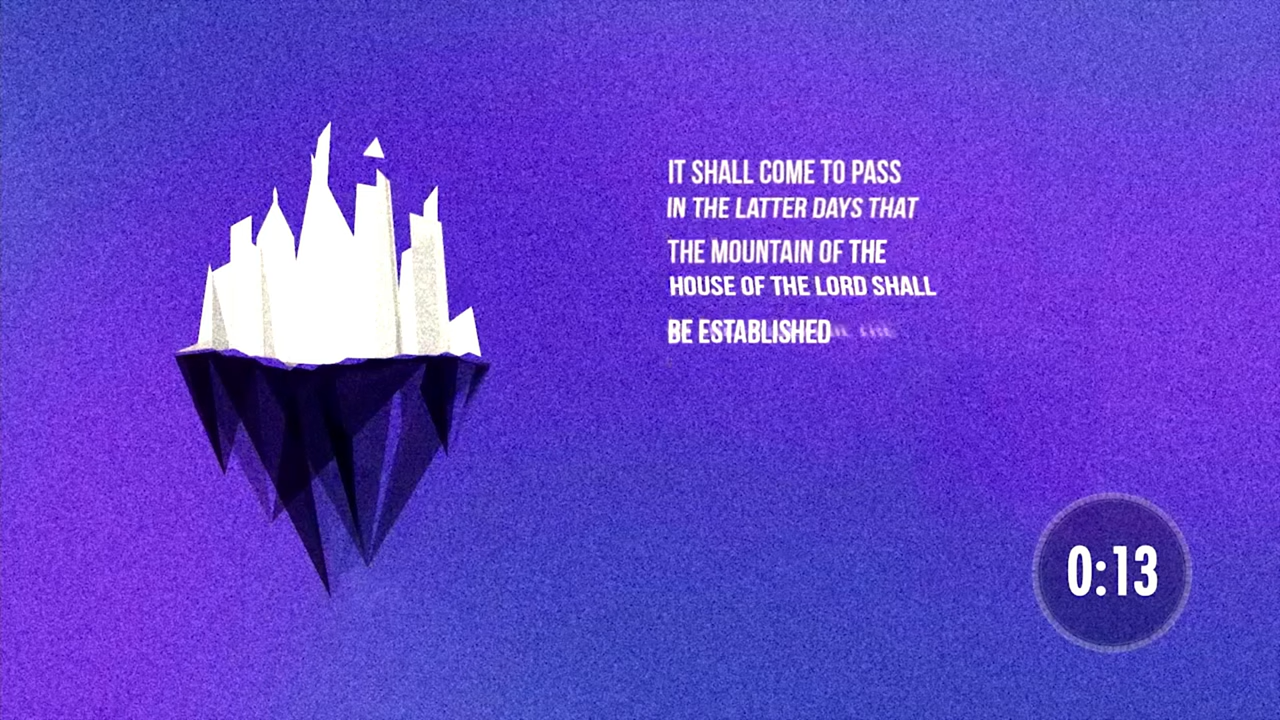 IT SHALL COME TO PASS
IN THE LATTER DAYS THAT
THE MOUNTAIN OF THE
HOUSE OF THE LORD SHALL
BE ESTABLISHED
0:13